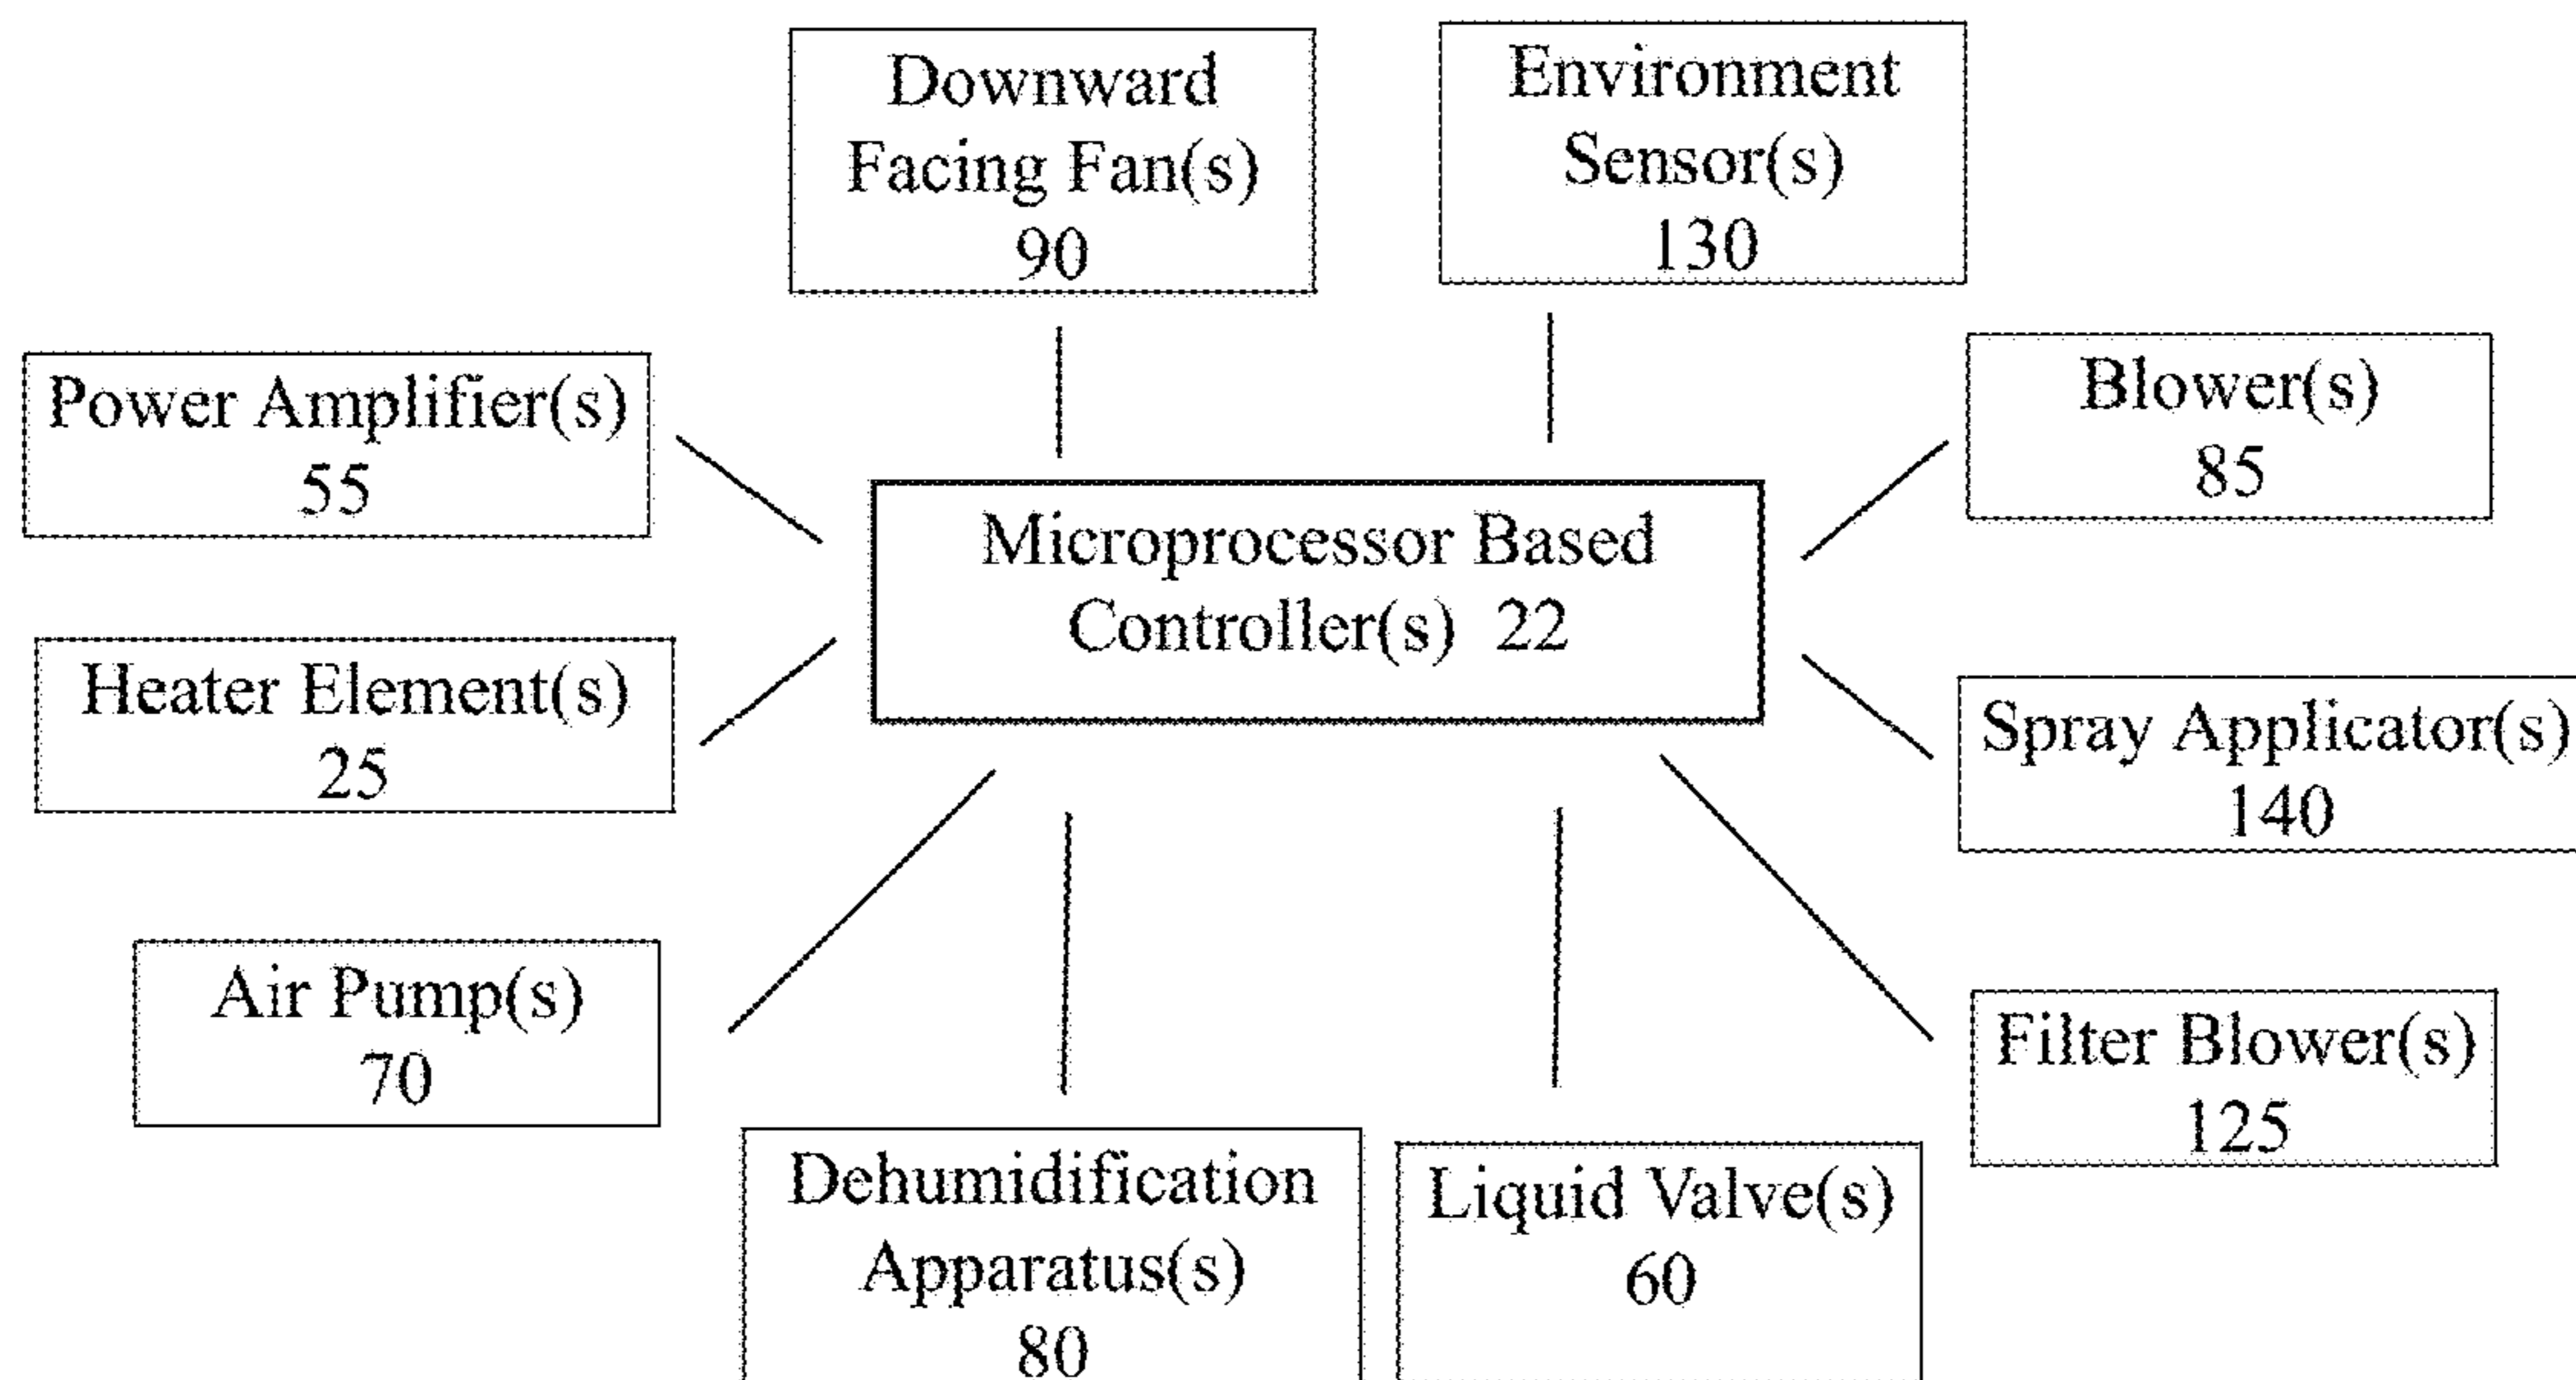 Downward
Facing Fan(s)
90
Environment
Sensor(s)
130
Power Amplifier(s)
55
Blower(s)
85
Microprocessor Based
Controller(s) 22
Heater Element(s)
25
Spray Applicator(s)
140
Air Pump(s)
70
Filter Blower(s)
125
Dehumidification
Apparatus(s)
80
Liquid Valve(s)
60